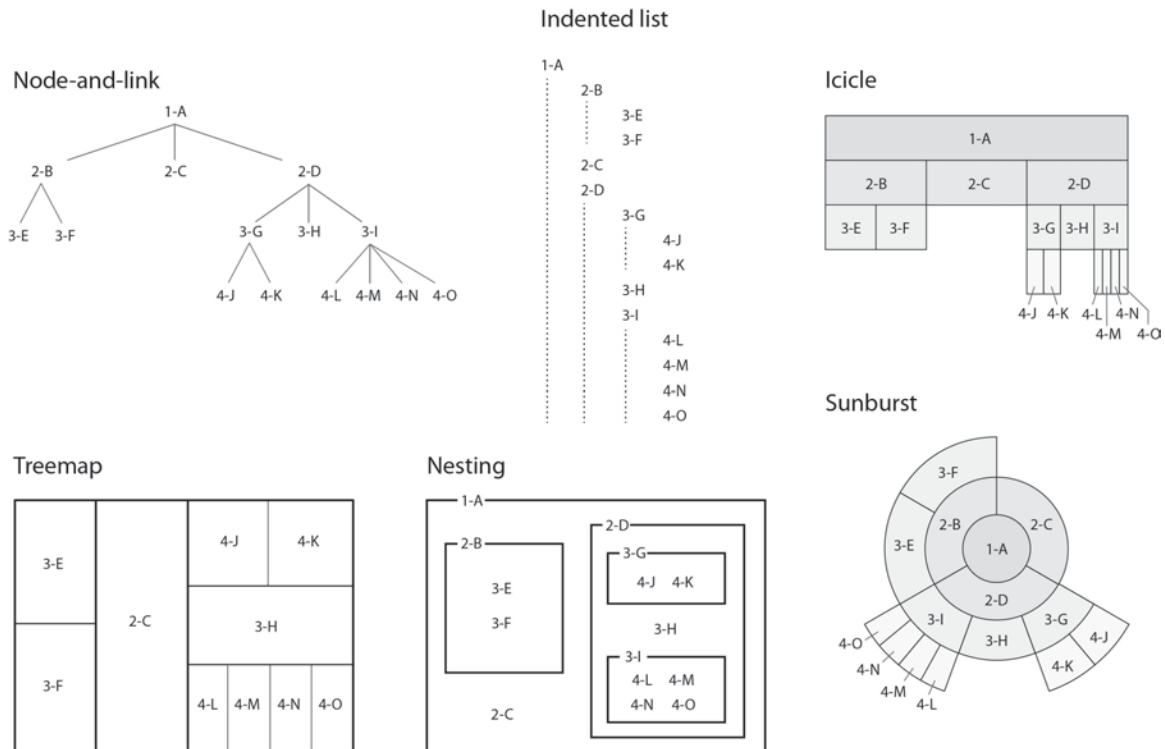 Indented list
1-A
2-B
3-E
3-F
2-C
2-D
3-G
4-J
4-K
3-H
3-I
4-L
4-M
4-N
4-O
Node-and-link
1-A
2-B 2-C 2-D
3-E 3-F 3-G 3-H 3-I
4-J 4-K 4-L 4-M 4-N 4-O
Icicle
1-A
2-B 2-C 2-D
3-E 3-F 3-G 3-H 3-I
4-J 4-K 4-L 4-N
4-M 4-O
Treemap
4-J 4-K
3-E
2-C
3-H
3-F
4-L 4-M 4-N 4-O
Nesting
1-A
2-D
2-B
3-G
3-E
4-J 4-K
3-F
3-H
3-I
4-L 4-M
4-N 4-O
2-C
Sunburst
3-F
2-B 2-C
3-E
1-A
2-D
3-I 3-G
4-O 3-H 4-J
4-N 4-K
4-M
4-L